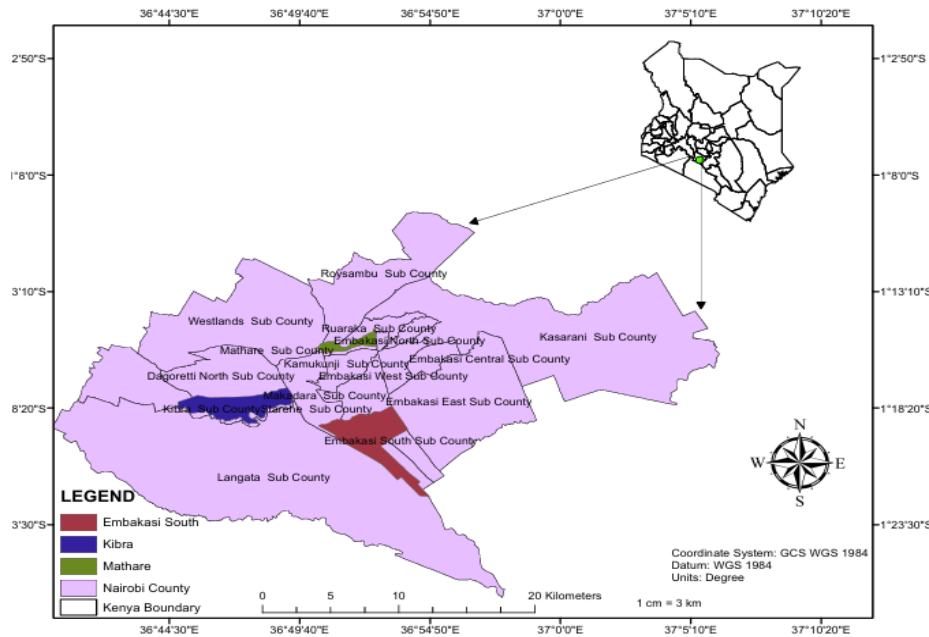 36°44'30"E 36°49'40"E 36°54'50"E 37°0'0"E 37°5'10"E 37°10'20"E
2'50"S 1°2'50"S
1°8'0"S 1°8'0"S
3'10"S 1°13'10"S
8'20"S 1°18'20"S
3'30"S 1°23'30"S
Roysambu Sub County
Westlands Sub County
Ruaraka Sub County
Kasarani Sub County
Embakasi North Sub County
Mathare Sub County
Embakasi Central Sub County
Kamukunji Sub County
Dagoretti North Sub County
Embakasi West Sub County
Makadara Sub County
Embakasi East Sub County
Kibra Sub County
Starehe Sub County
Embakasi South Sub County
Langata Sub County
N
W E
S
LEGEND
Embakasi South
Kibra
Mathare
Nairobi County
Kenya Boundary
0 5 10 20 Kilometers
1 cm = 3 km
Coordinate System: GCS WGS 1984
Datum: WGS 1984
Units: Degree
36°44'30"E 36°49'40"E 36°54'50"E 37°0'0"E 37°5'10"E 37°10'20"E